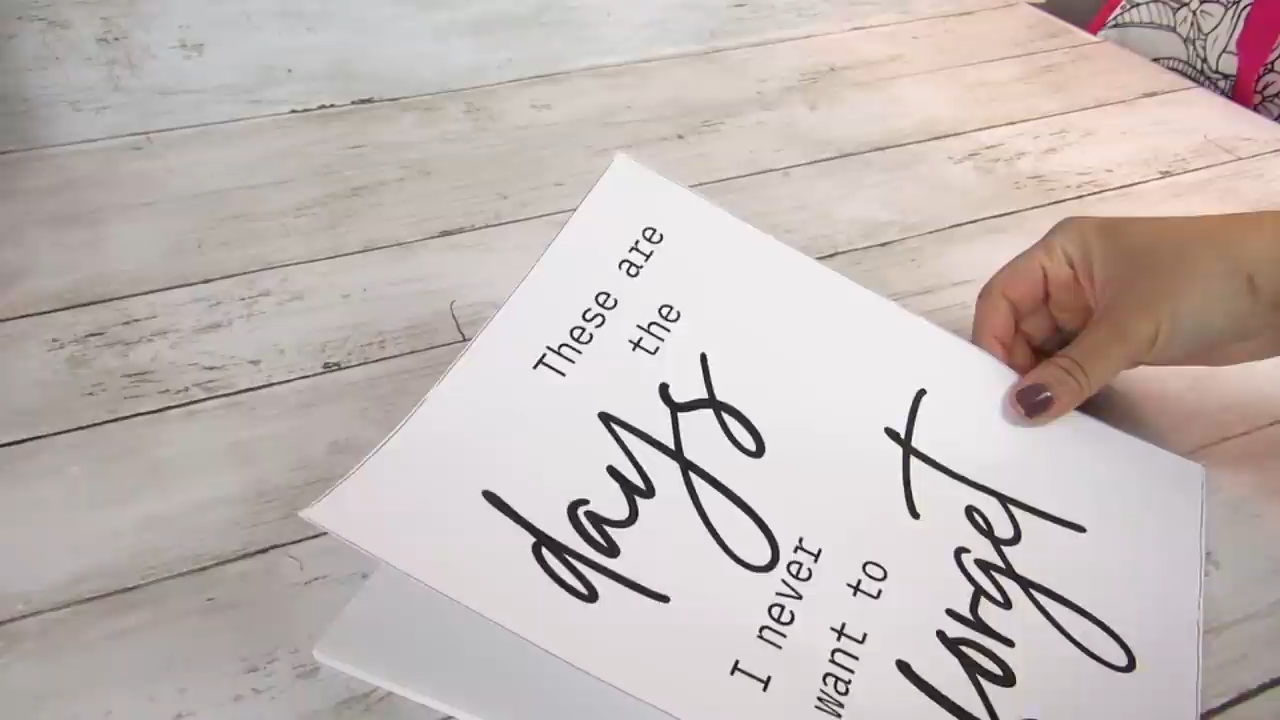 These are
the
days
I never
want to
forget